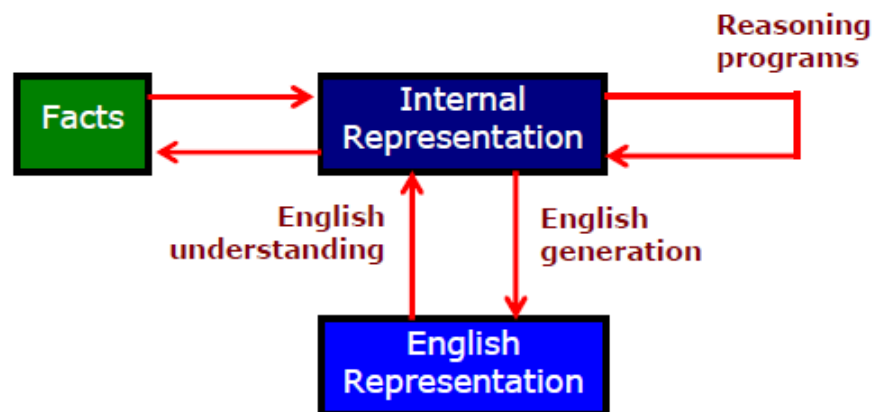 Reasoning
programs
Facts
Internal
Representation
English
understanding
English
generation
English
Representation